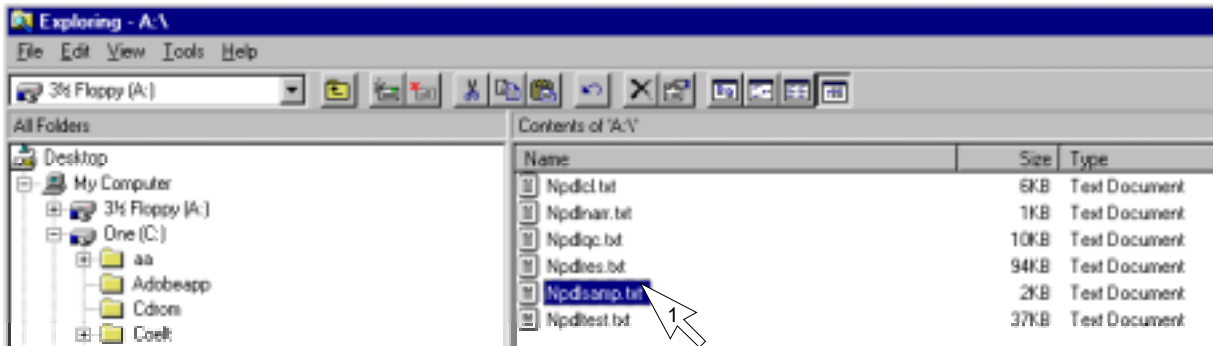 Exploring - A:\
File Edit View Tools Help
3½ Floppy (A:)
All Folders
Contents of 'A:\'
Desktop
My Computer
3½ Floppy (A:)
One (C:)
aa
Adobeapp
Cdrom
Coelt
Name Size Type
Npdlcl.txt 6KB Text Document
Npdlnarr.txt 1KB Text Document
Npdlqc.txt 10KB Text Document
Npdlres.txt 94KB Text Document
Npdlsamp.txt 2KB Text Document
Npdltest.txt 37KB Text Document
1